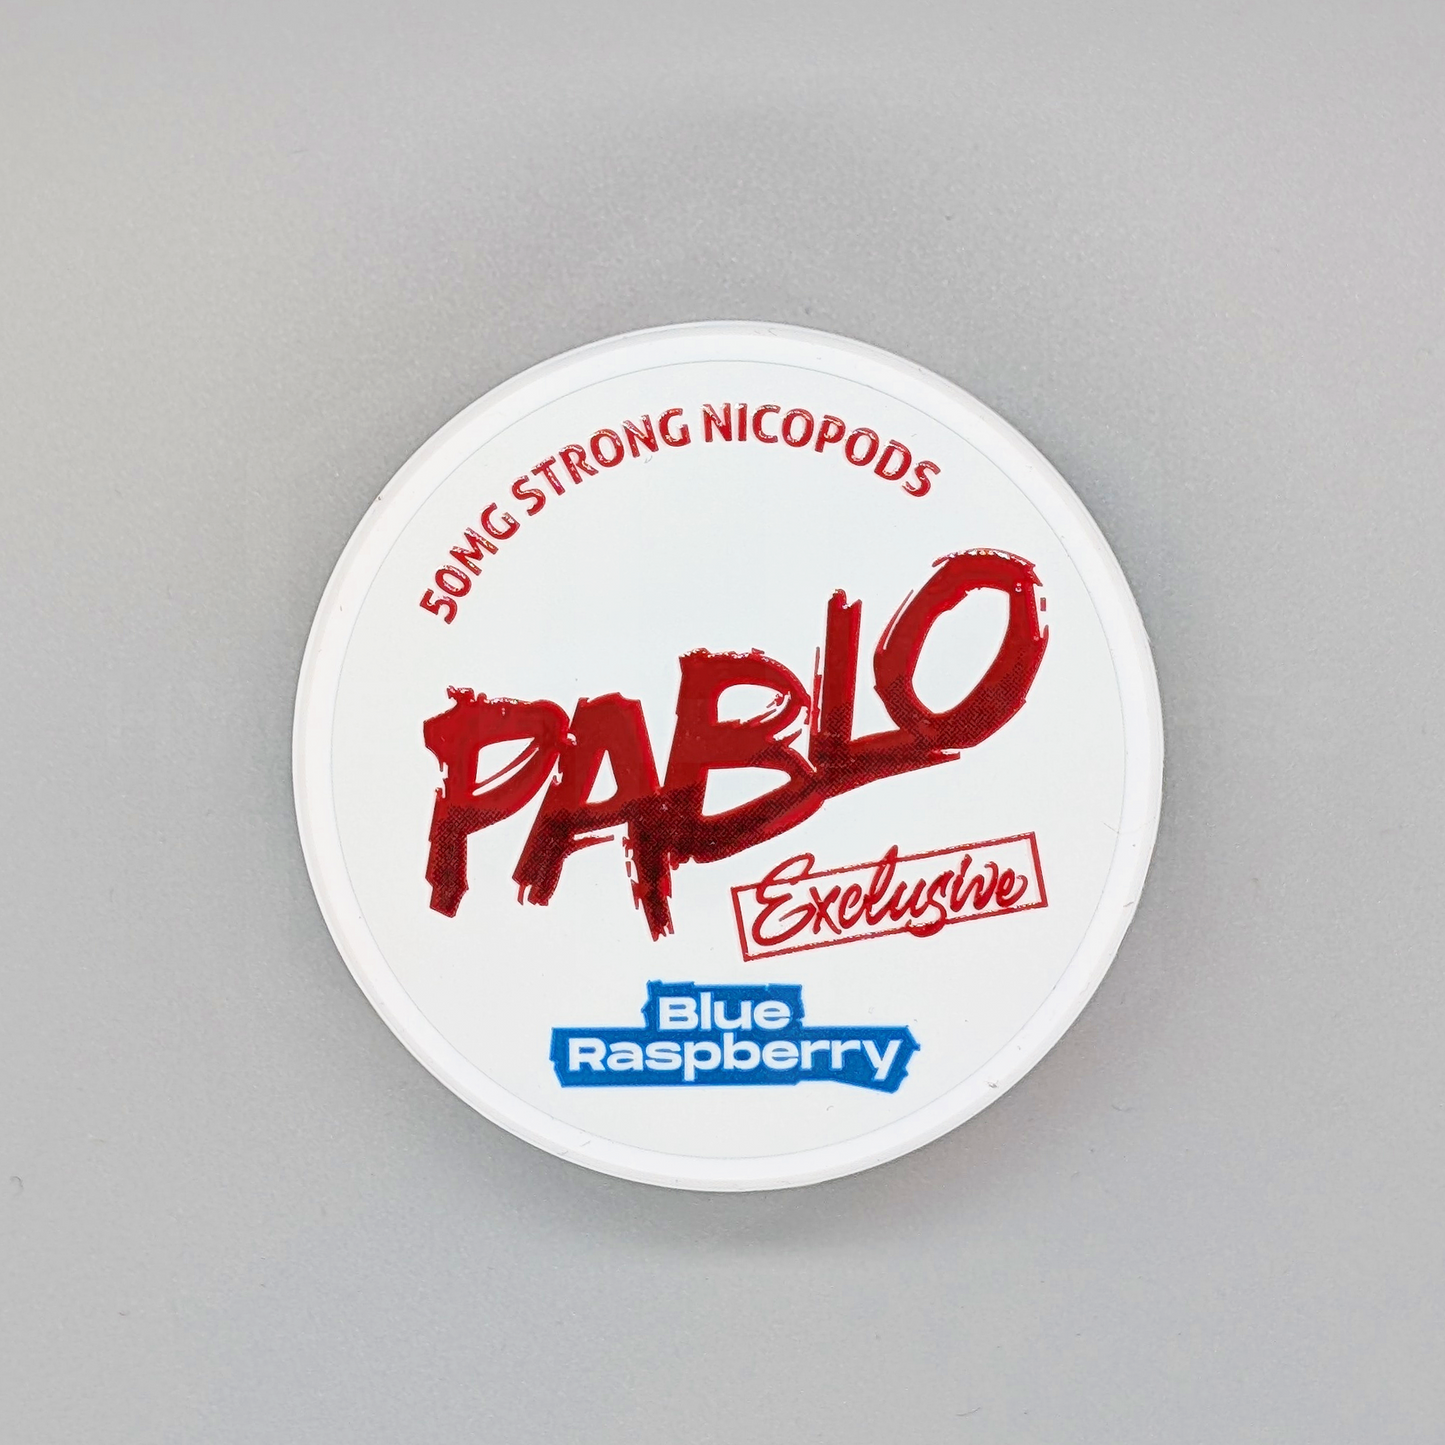 50MG STRONG NICOPODS
PABLO
Exclusive
Blue
Raspberry